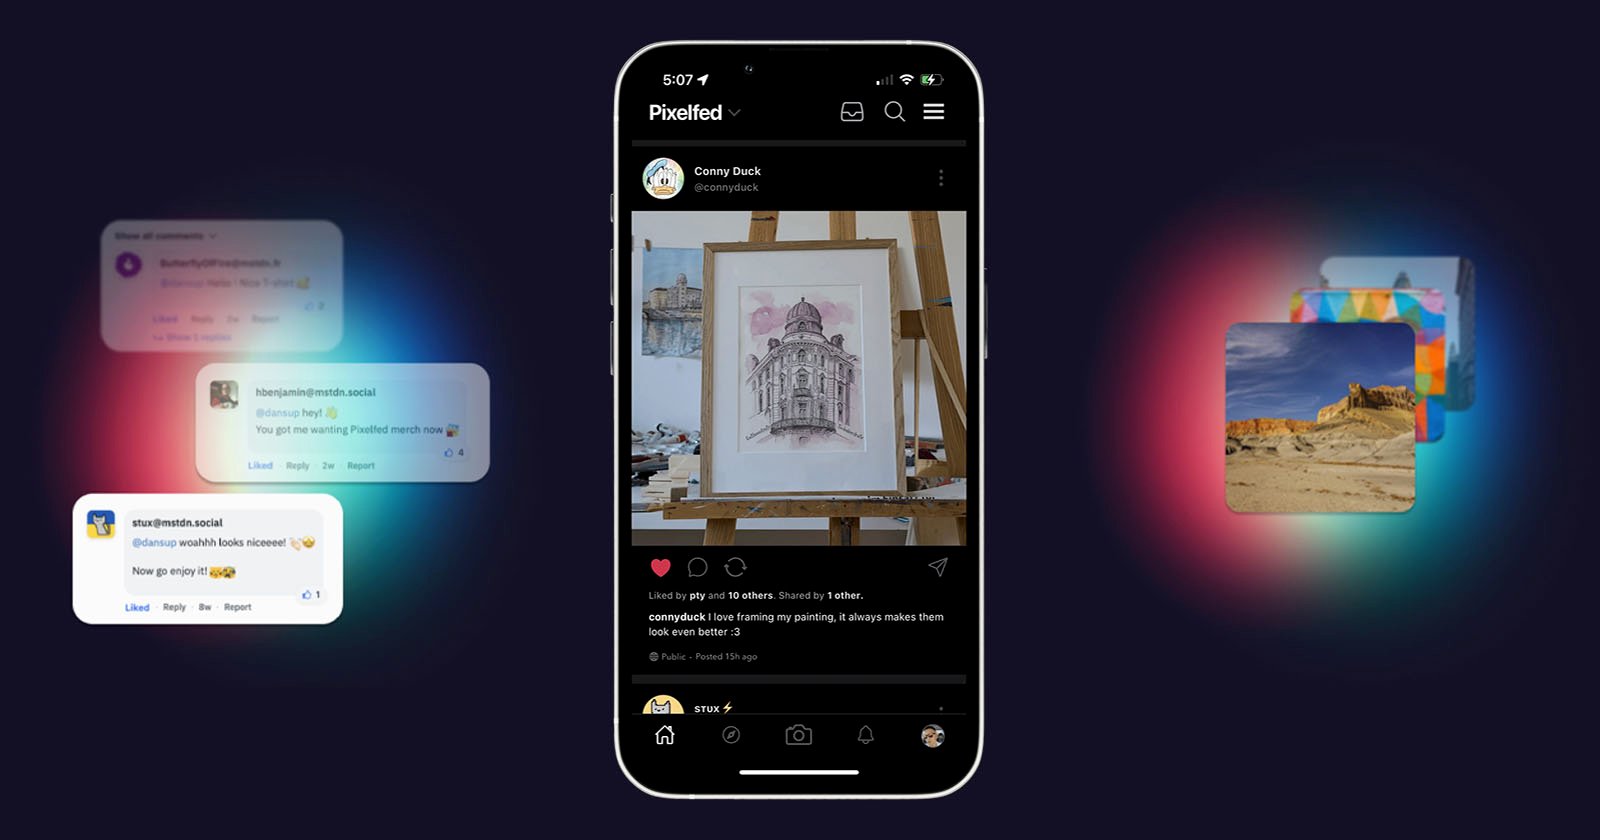 Show all comments
ButterflyOfFire@mstdn.fr
@dansup Hello ! Nice T-shirt
2
Liked · Reply · 2w · Report
Show 1 replies
hbenjamin@mstdn.social
@dansup hey! 👋
You got me wanting Pixelfed merch now
4
Liked · Reply · 2w · Report
stux@mstdn.social
@dansup woahhh looks niceeee!
Now go enjoy it!
1
Liked · Reply · 8w · Report
5:07
Pixelfed
Conny Duck
@connyduck
Liked by pty and 10 others. Shared by 1 other.
connyduck I love framing my painting, it always makes them
look even better :3
Public - Posted 15h ago
STUX⚡